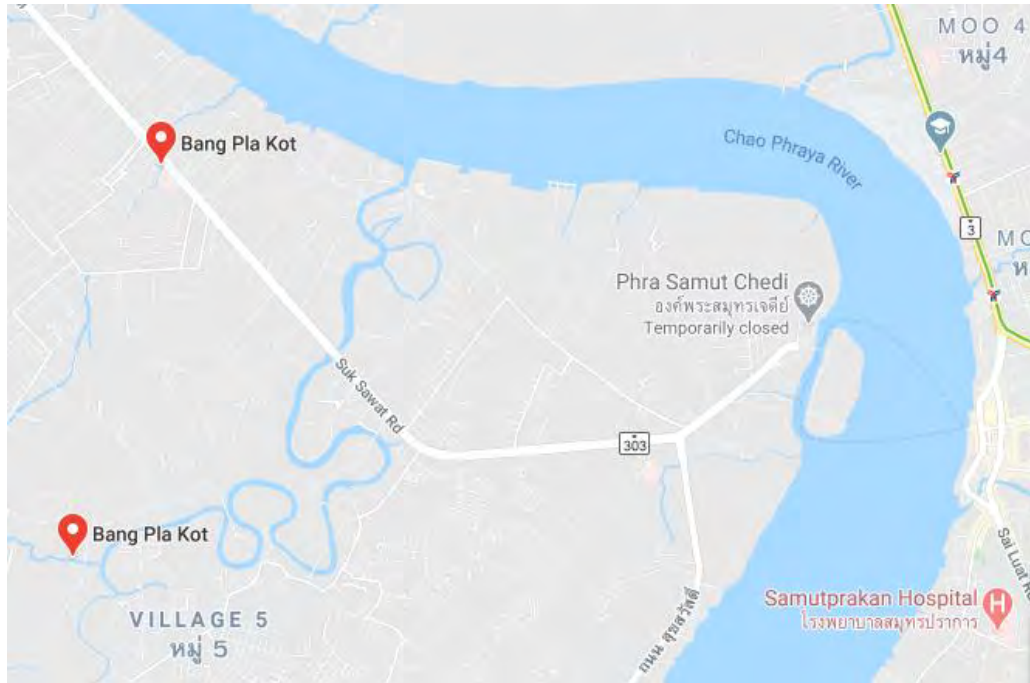 MOO 4
หมู่4
Bang Pla Kot
Chao Phraya River
3
Phra Samut Chedi
องค์พระสมุทรเจดีย์
Temporarily closed
Suk Sawat Rd
303
Bang Pla Kot
Sai Luat
Samutprakan Hospital
H
โรงพยาบาลสมุทรปราการ
VILLAGE 5
หมู่ 5
ถนน สุขสวัสดิ์